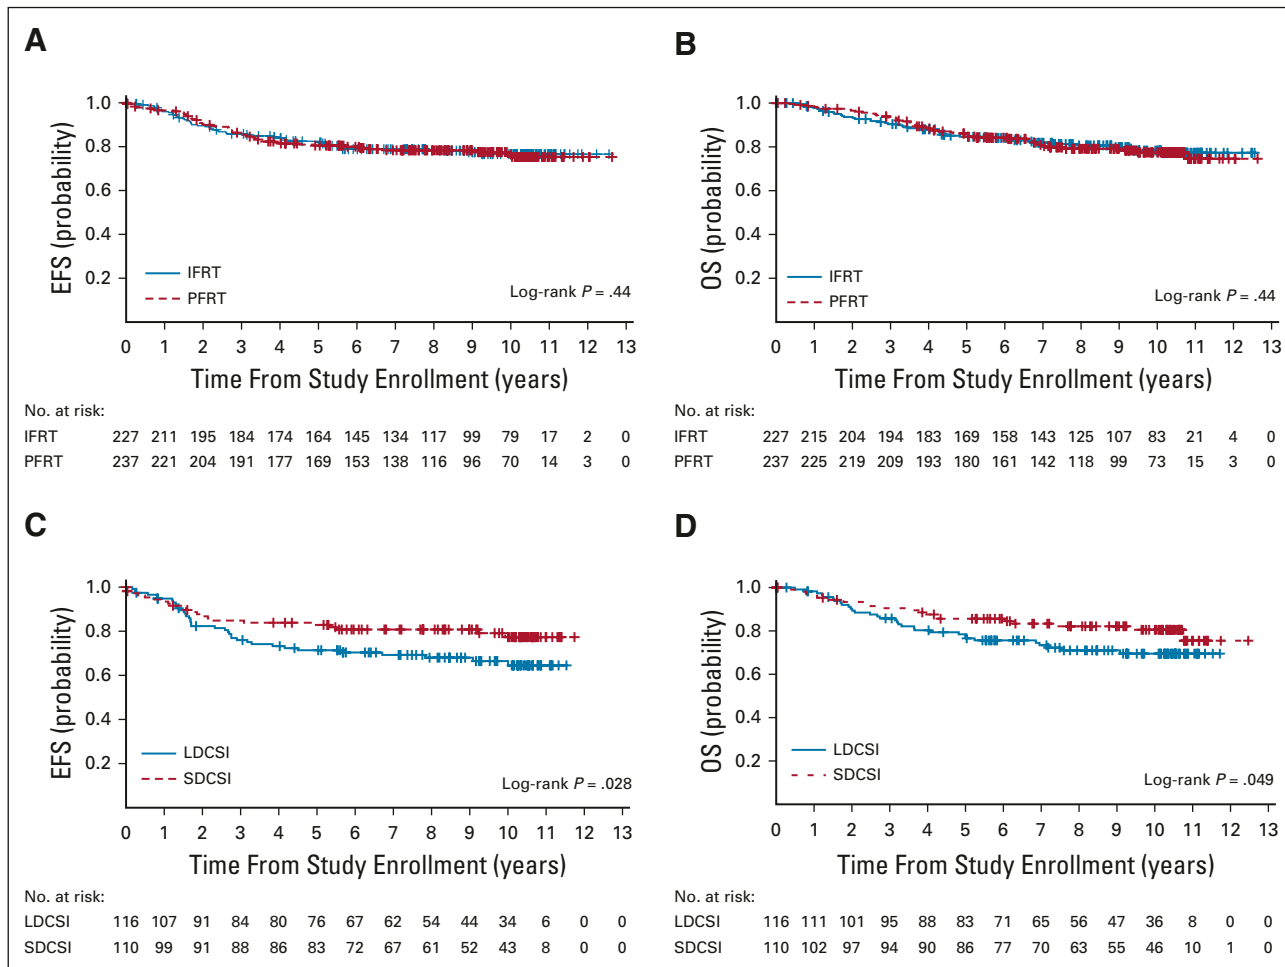 A
1.0
0.8
0.6
0.4
0.2
EFS (probability)
IFRT
PFRT
Log-rank P = .44
0 1 2 3 4 5 6 7 8 9 10 11 12 13
Time From Study Enrollment (years)
No. at risk:
IFRT 227 211 195 184 174 164 145 134 117 99 79 17 2 0
PFRT 237 221 204 191 177 169 153 138 116 96 70 14 3 0
B
1.0
0.8
0.6
0.4
0.2
OS (probability)
IFRT
PFRT
Log-rank P = .44
0 1 2 3 4 5 6 7 8 9 10 11 12 13
Time From Study Enrollment (years)
No. at risk:
IFRT 227 215 204 194 183 169 158 143 125 107 83 21 4 0
PFRT 237 225 219 209 193 180 161 142 118 99 73 15 3 0
C
1.0
0.8
0.6
0.4
0.2
EFS (probability)
LDCSI
SDCSI
Log-rank P = .028
0 1 2 3 4 5 6 7 8 9 10 11 12 13
Time From Study Enrollment (years)
No. at risk:
LDCSI 116 107 91 84 80 76 67 62 54 44 34 6 0 0
SDCSI 110 99 91 88 86 83 72 67 61 52 43 8 0 0
D
1.0
0.8
0.6
0.4
0.2
OS (probability)
LDCSI
SDCSI
Log-rank P = .049
0 1 2 3 4 5 6 7 8 9 10 11 12 13
Time From Study Enrollment (years)
No. at risk:
LDCSI 116 111 101 95 88 83 71 65 56 47 36 8 0 0
SDCSI 110 102 97 94 90 86 77 70 63 55 46 10 1 0